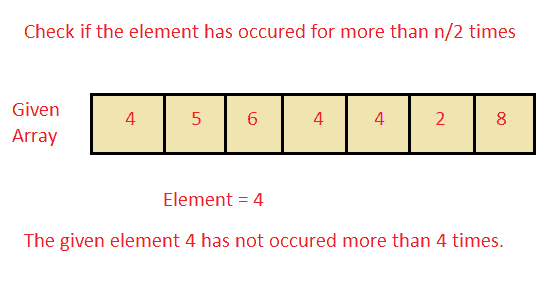 Check if the element has occured for more than n/2 times
Given
Array
4 5 6 4 4 2 8
Element = 4
The given element 4 has not occured more than 4 times.